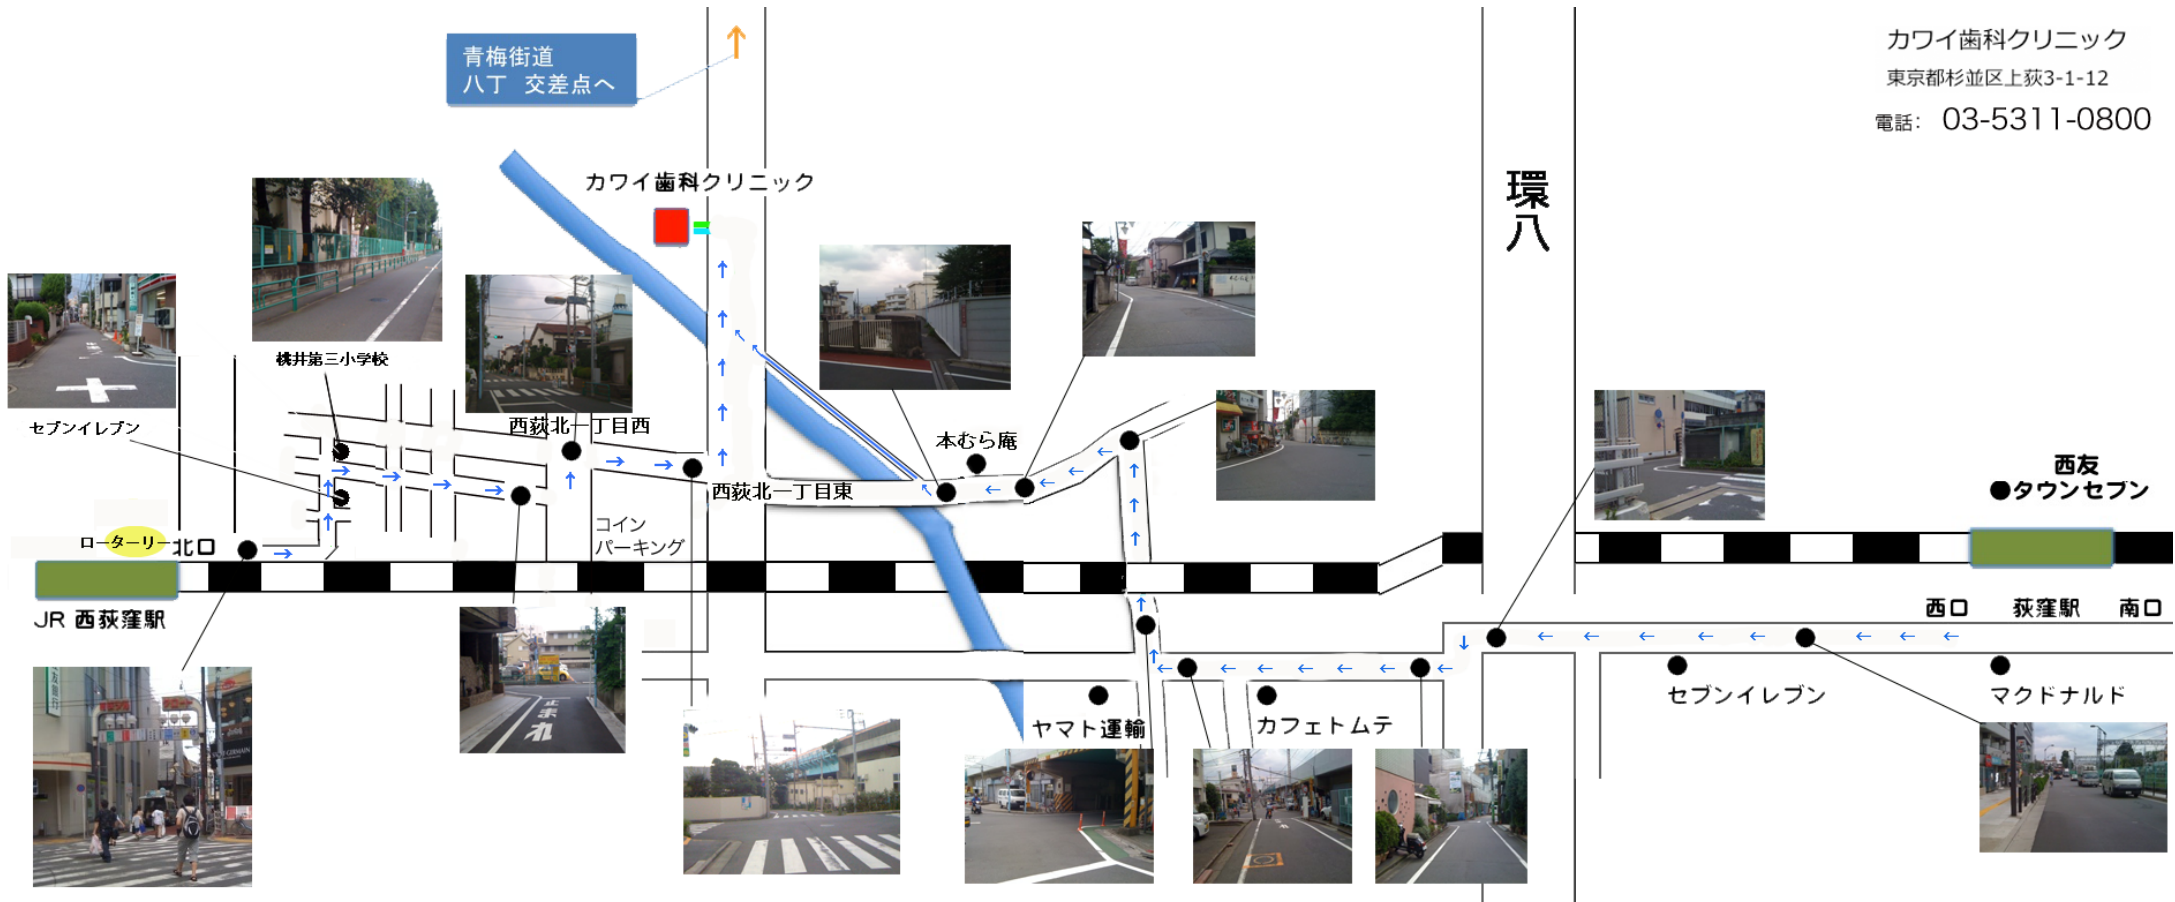 青梅街道
八丁 交差点へ
カワイ歯科クリニック
東京都杉並区上荻3-1-12
電話: 03-5311-0800
カワイ歯科クリニック
環八
桃井第三小学校
セブンイレブン
西荻北一丁目西
本むら庵
西荻北一丁目東
西友
タウンセブン
コイン
パーキング
ローターリー
北口
JR 西荻窪駅
西口 荻窪駅 南口
セブンイレブン
マクドナルド
ヤマト運輸
カフェトムテ
止まれ